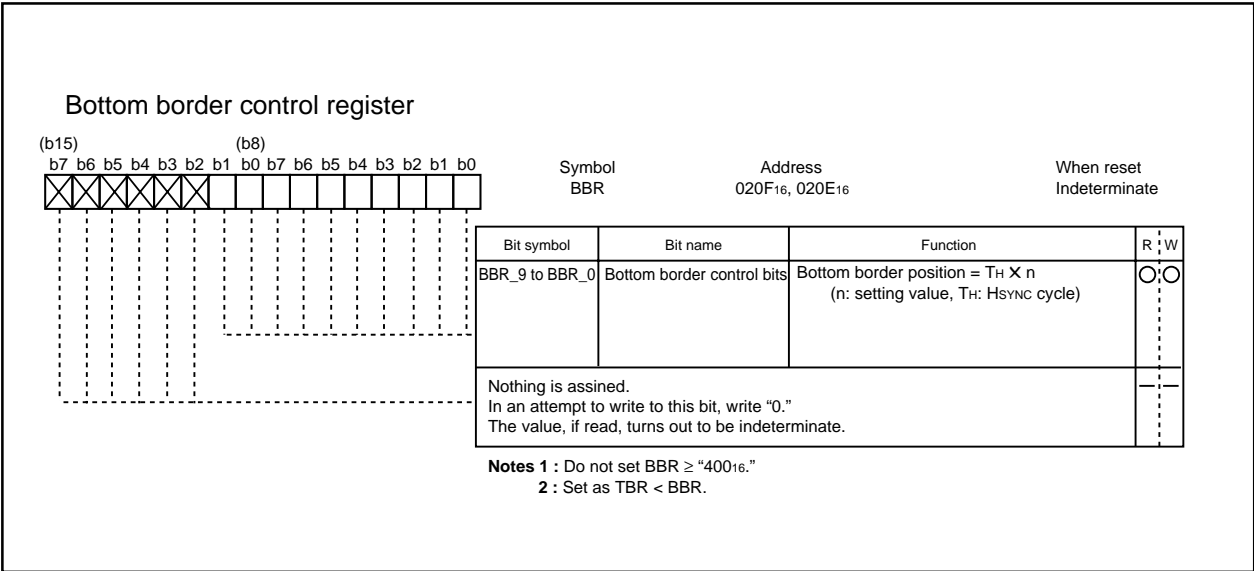 Bottom border control register
(b15) (b8)
b7 b6 b5 b4 b3 b2 b1 b0 b7 b6 b5 b4 b3 b2 b1 b0
Symbol Address When reset
BBR 020F16, 020E16 Indeterminate
Bit symbol Bit name Function R W
BBR_9 to BBR_0 Bottom border control bits Bottom border position = TH X n
(n: setting value, TH: HSYNC cycle)
Nothing is assined.
In an attempt to write to this bit, write “0.”
The value, if read, turns out to be indeterminate.
Notes 1 : Do not set BBR ≥ “40016.”
2 : Set as TBR < BBR.